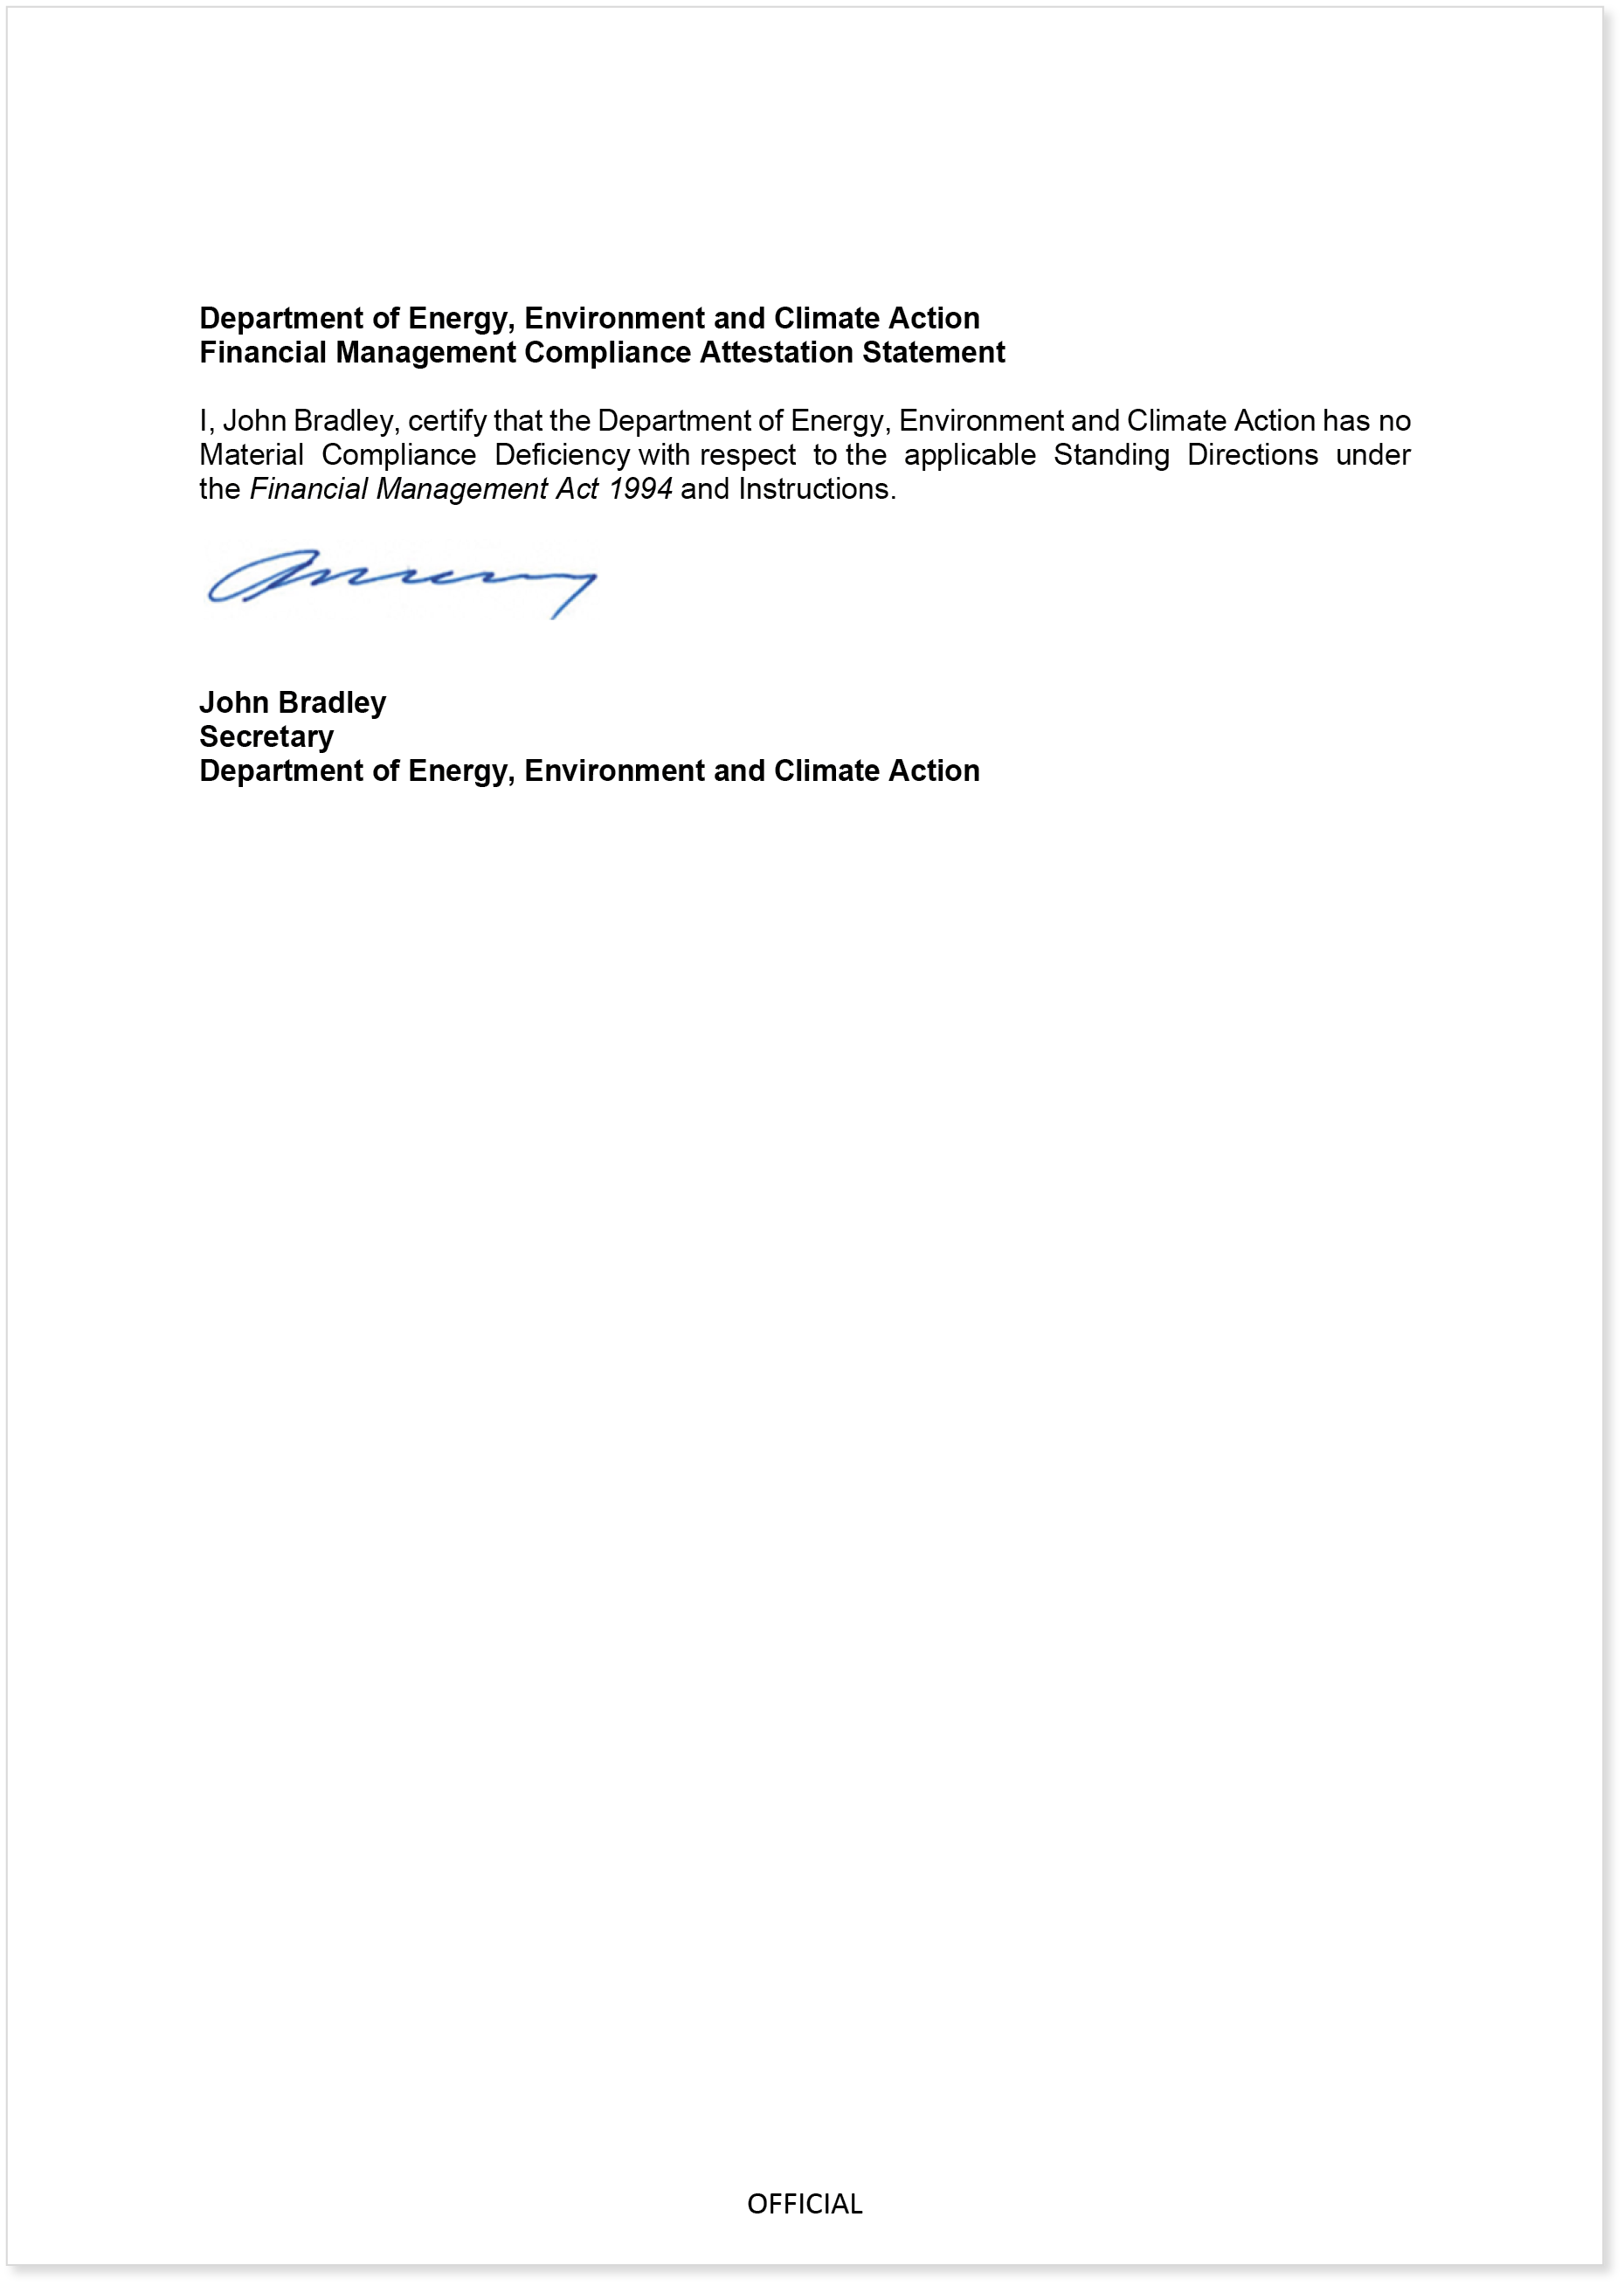 Department of Energy, Environment and Climate Action
Financial Management Compliance Attestation Statement
I, John Bradley, certify that the Department of Energy, Environment and Climate Action has no
Material Compliance Deficiency with respect to the applicable Standing Directions under
the Financial Management Act 1994 and Instructions.
John Bradley
Secretary
Department of Energy, Environment and Climate Action
OFFICIAL